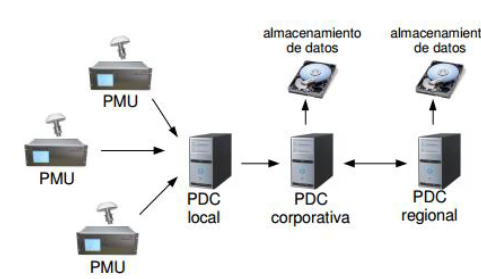 almacenamiento
de datos
almacenamient
de datos
PMU
PMU
PMU
PDC
local
PDC
corporativa
PDC
regional